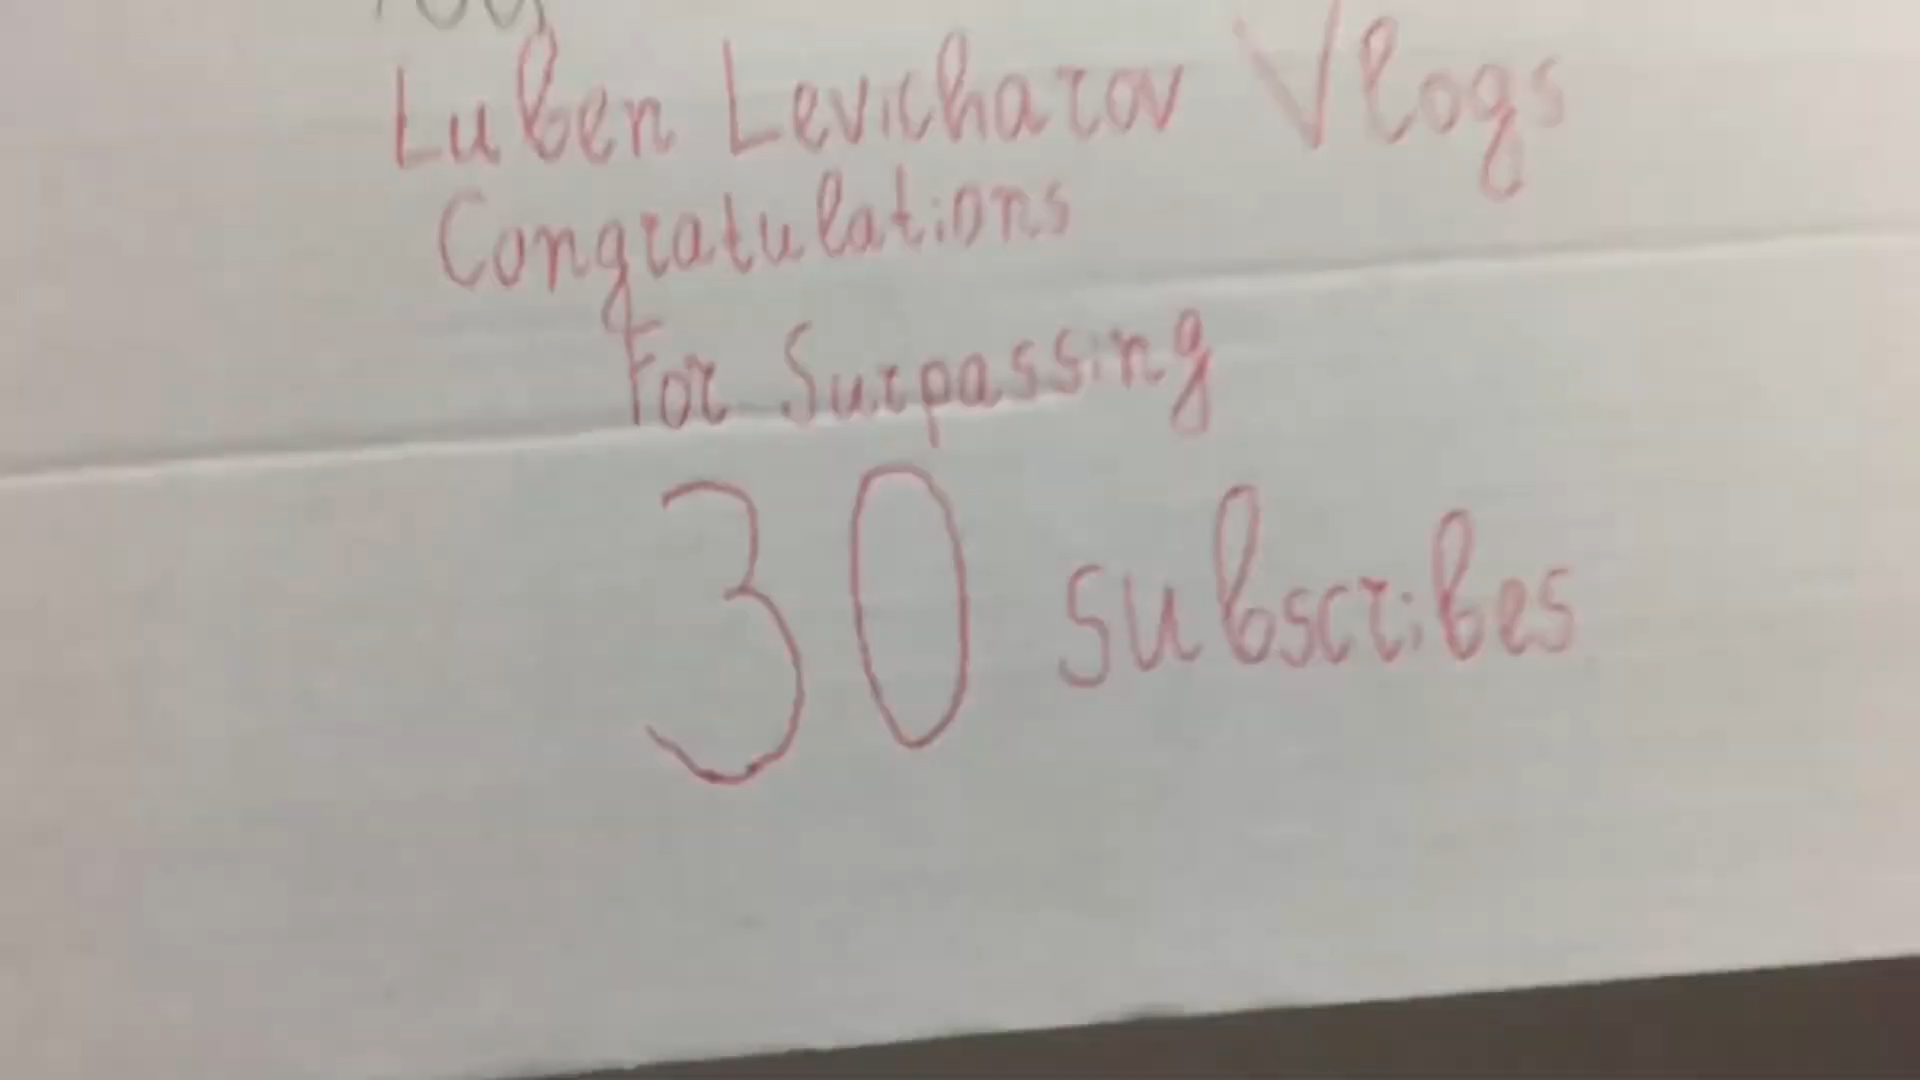 Luben Levicharov Vlogs
Congratulations
For Surpassing
30 subscribes